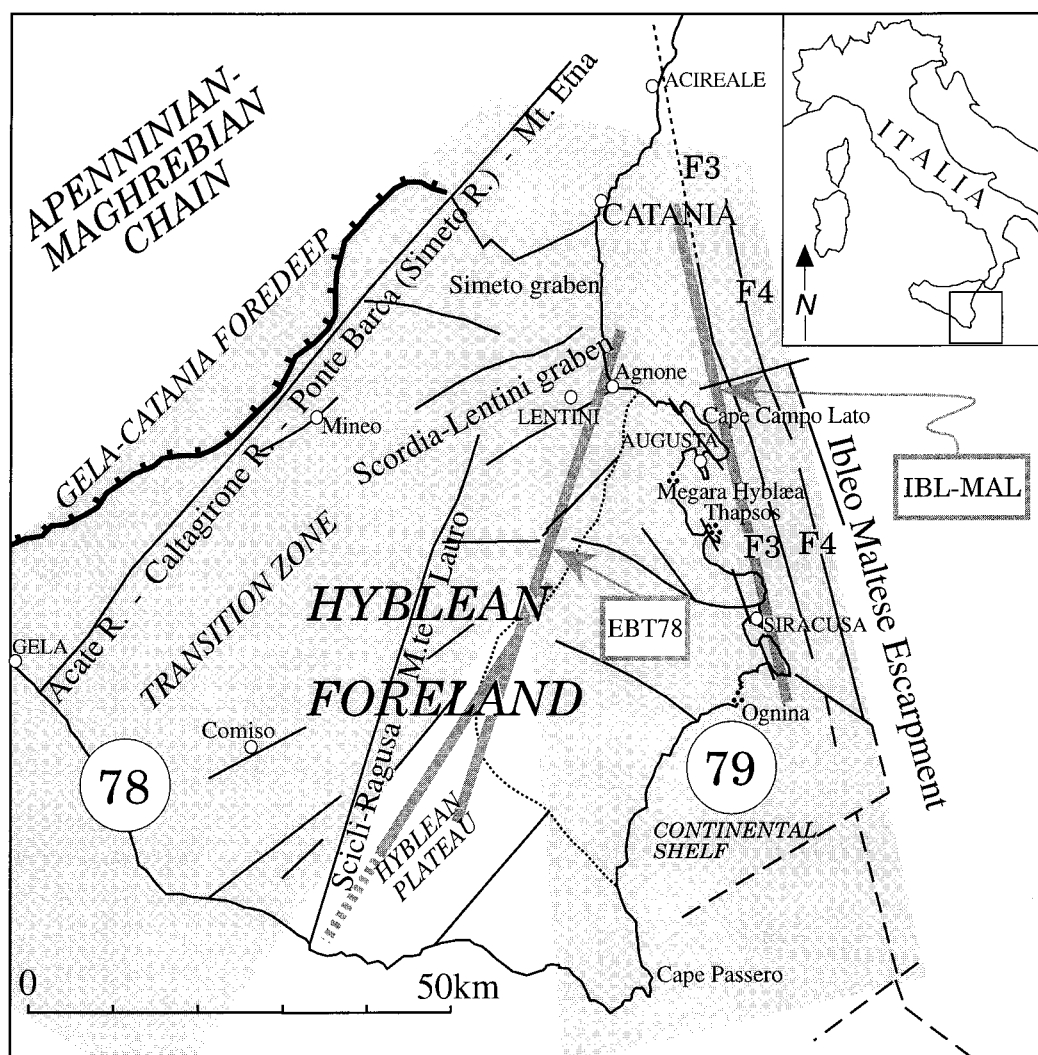 ACIREALE
APENNINIAN-
MAGHREBIAN
CHAIN
ITALIA
N
F3
CATANIA
F4
Acate R. - Caltagirone R. - Ponte Barca (Simeto R.) - Mt. Etna
GELA-CATANIA FOREDEEP
Simeto graben
Scordia-Lentini graben
Agnone
LENTINI
Mineo
Cape Campo Lato
AUGUSTA
Megara Hyblæa
Thapsos
IBL-MAL
Ibleo Maltese Escarpment
F3
F4
TRANSITION ZONE
HYBLEAN
FORELAND
Scicli-Ragusa M.te Lauro
EBT78
SIRACUSA
GELA
Ognina
Comiso
78
79
HYBLEAN
PLATEAU
CONTINENTAL
SHELF
Cape Passero
0
50km